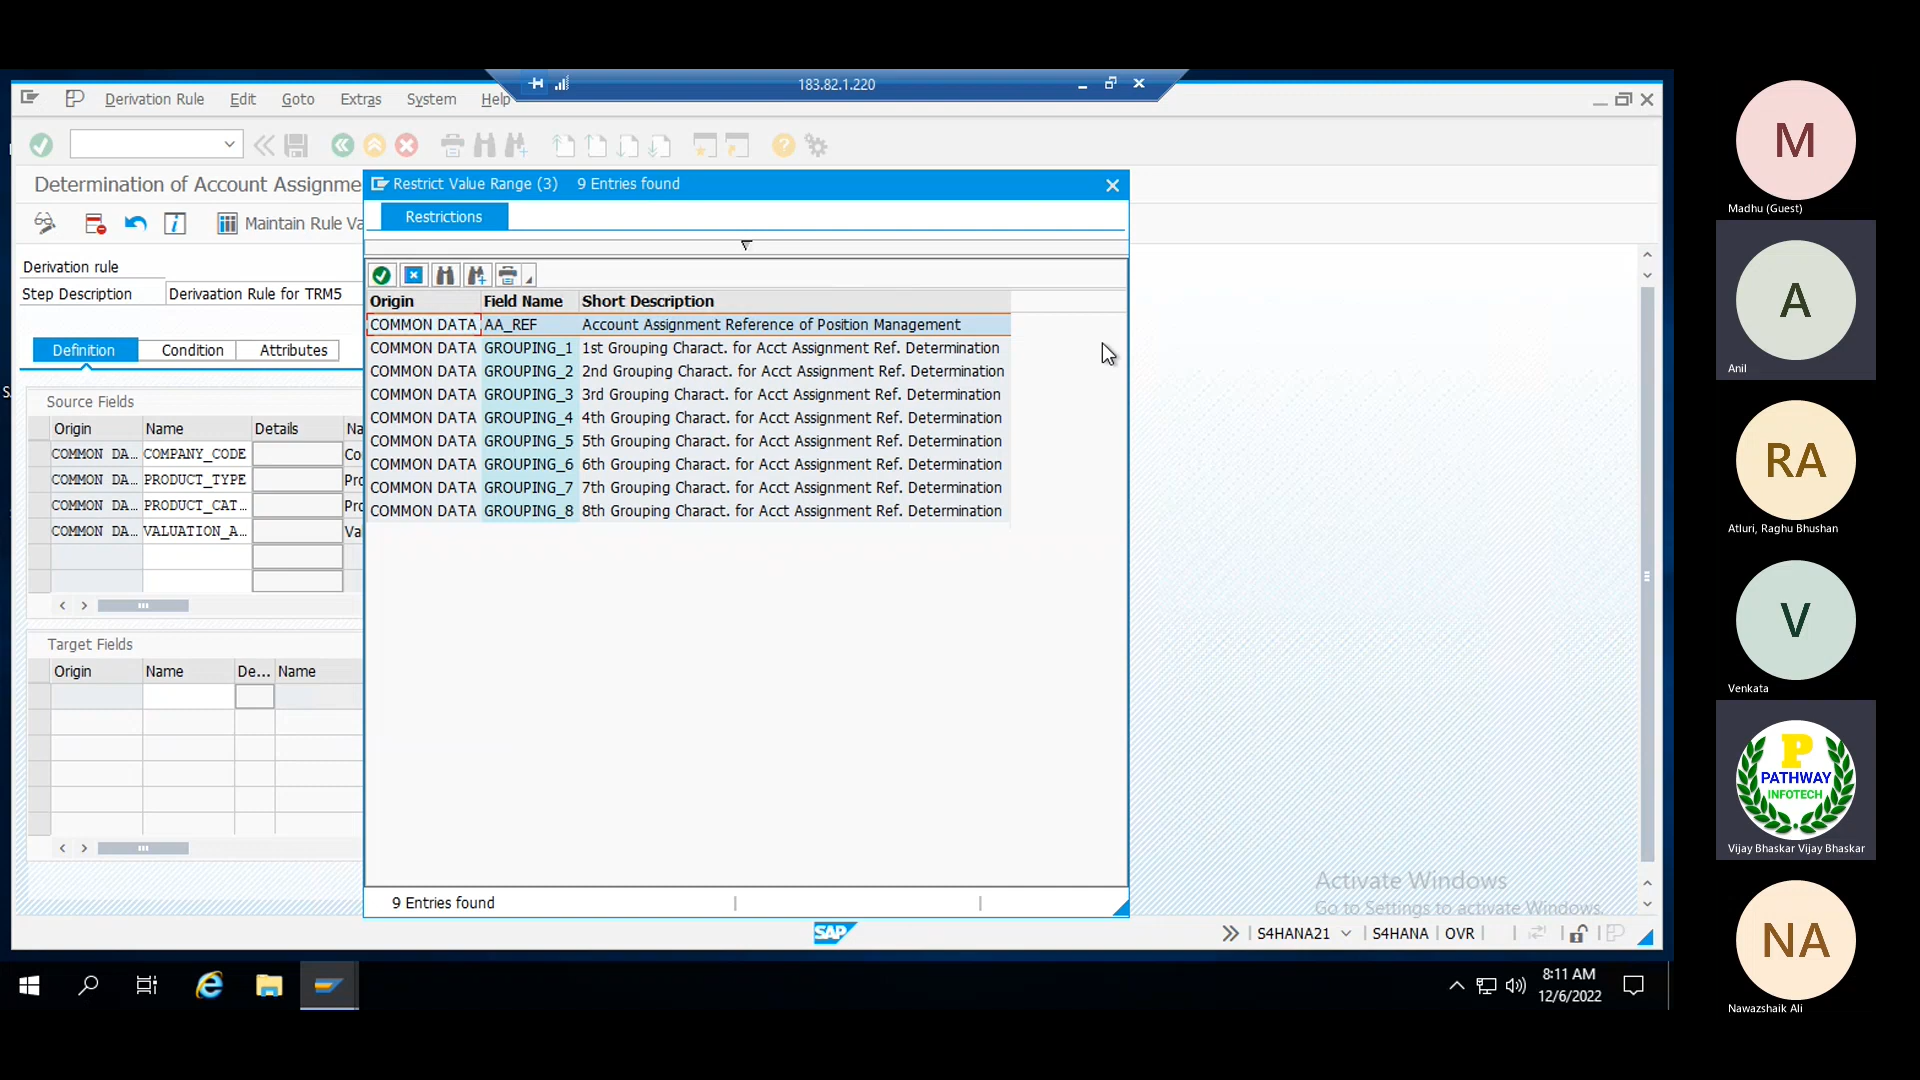 183.82.1.220
Derivation Rule Edit Goto Extras System Help
Determination of Account Assignme
Maintain Rule Va
Derivation rule
Step Description Derivaation Rule for TRM5
Definition Condition Attributes
Source Fields
Origin Name Details Na
COMMON DA... COMPANY_CODE Co
COMMON DA... PRODUCT_TYPE Pro
COMMON DA... PRODUCT_CAT... Pro
COMMON DA... VALUATION_A... Va
Target Fields
Origin Name De... Name
Restrict Value Range (3) 9 Entries found
Restrictions
Origin Field Name Short Description
COMMON DATA AA_REF Account Assignment Reference of Position Management
COMMON DATA GROUPING_1 1st Grouping Charact. for Acct Assignment Ref. Determination
COMMON DATA GROUPING_2 2nd Grouping Charact. for Acct Assignment Ref. Determination
COMMON DATA GROUPING_3 3rd Grouping Charact. for Acct Assignment Ref. Determination
COMMON DATA GROUPING_4 4th Grouping Charact. for Acct Assignment Ref. Determination
COMMON DATA GROUPING_5 5th Grouping Charact. for Acct Assignment Ref. Determination
COMMON DATA GROUPING_6 6th Grouping Charact. for Acct Assignment Ref. Determination
COMMON DATA GROUPING_7 7th Grouping Charact. for Acct Assignment Ref. Determination
COMMON DATA GROUPING_8 8th Grouping Charact. for Acct Assignment Ref. Determination
9 Entries found
Activate Windows
Go to Settings to activate Windows.
SAP
S4HANA21 S4HANA OVR
8:11 AM
12/6/2022
M
Madhu (Guest)
A
Anil
RA
Atluri, Raghu Bhushan
V
Venkata
P
PATHWAY
INFOTECH
Vijay Bhaskar Vijay Bhaskar
NA
Nawazshaik Ali